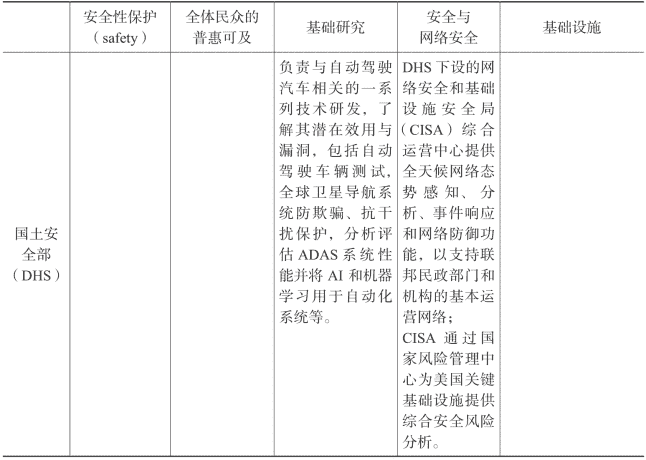 安全性保护
（safety）
全体民众的
普惠可及
基础研究
安全与
网络安全
基础设施
国土安
全部
（DHS）
负责与自动驾驶
汽车相关的一系
列技术研发，了
解其潜在效用与
漏洞，包括自动
驾驶车辆测试，
全球卫星导航系
统防欺骗、抗干
扰保护，分析评
估 ADAS 系统性
能并将 AI 和机器
学习用于自动化
系统等。
DHS 下设的网
络安全和基础
设施安全局
（CISA）综合
运营中心提供
全天候网络态
势感知、分
析、事件响应
和网络防御功
能，以支持联
邦民政部门和
机构的基本运
营网络；
CISA 通过国
家风险管理中
心为美国关键
基础设施提供
综合安全风险
分析。